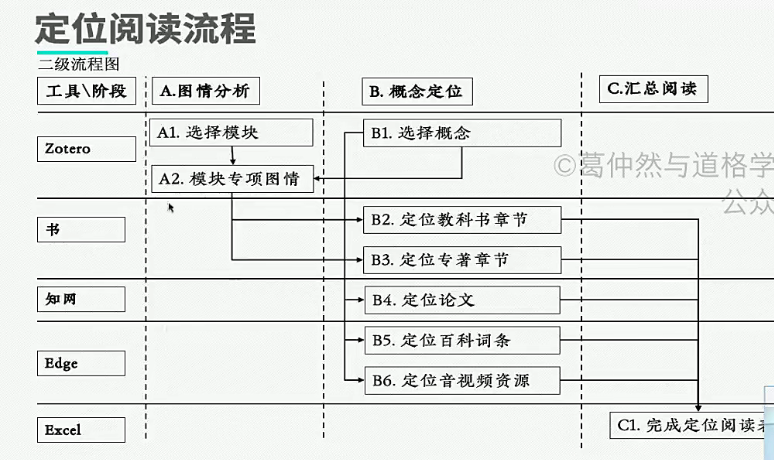 定位阅读流程
二级流程图
工具\阶段
A.图情分析
B. 概念定位
C.汇总阅读
Zotero
A1. 选择模块
B1. 选择概念
A2. 模块专项图情
©葛仲然与道格学
公众
书
B2. 定位教科书章节
B3. 定位专著章节
知网
B4. 定位论文
Edge
B5. 定位百科词条
B6. 定位音视频资源
Excel
C1. 完成定位阅读